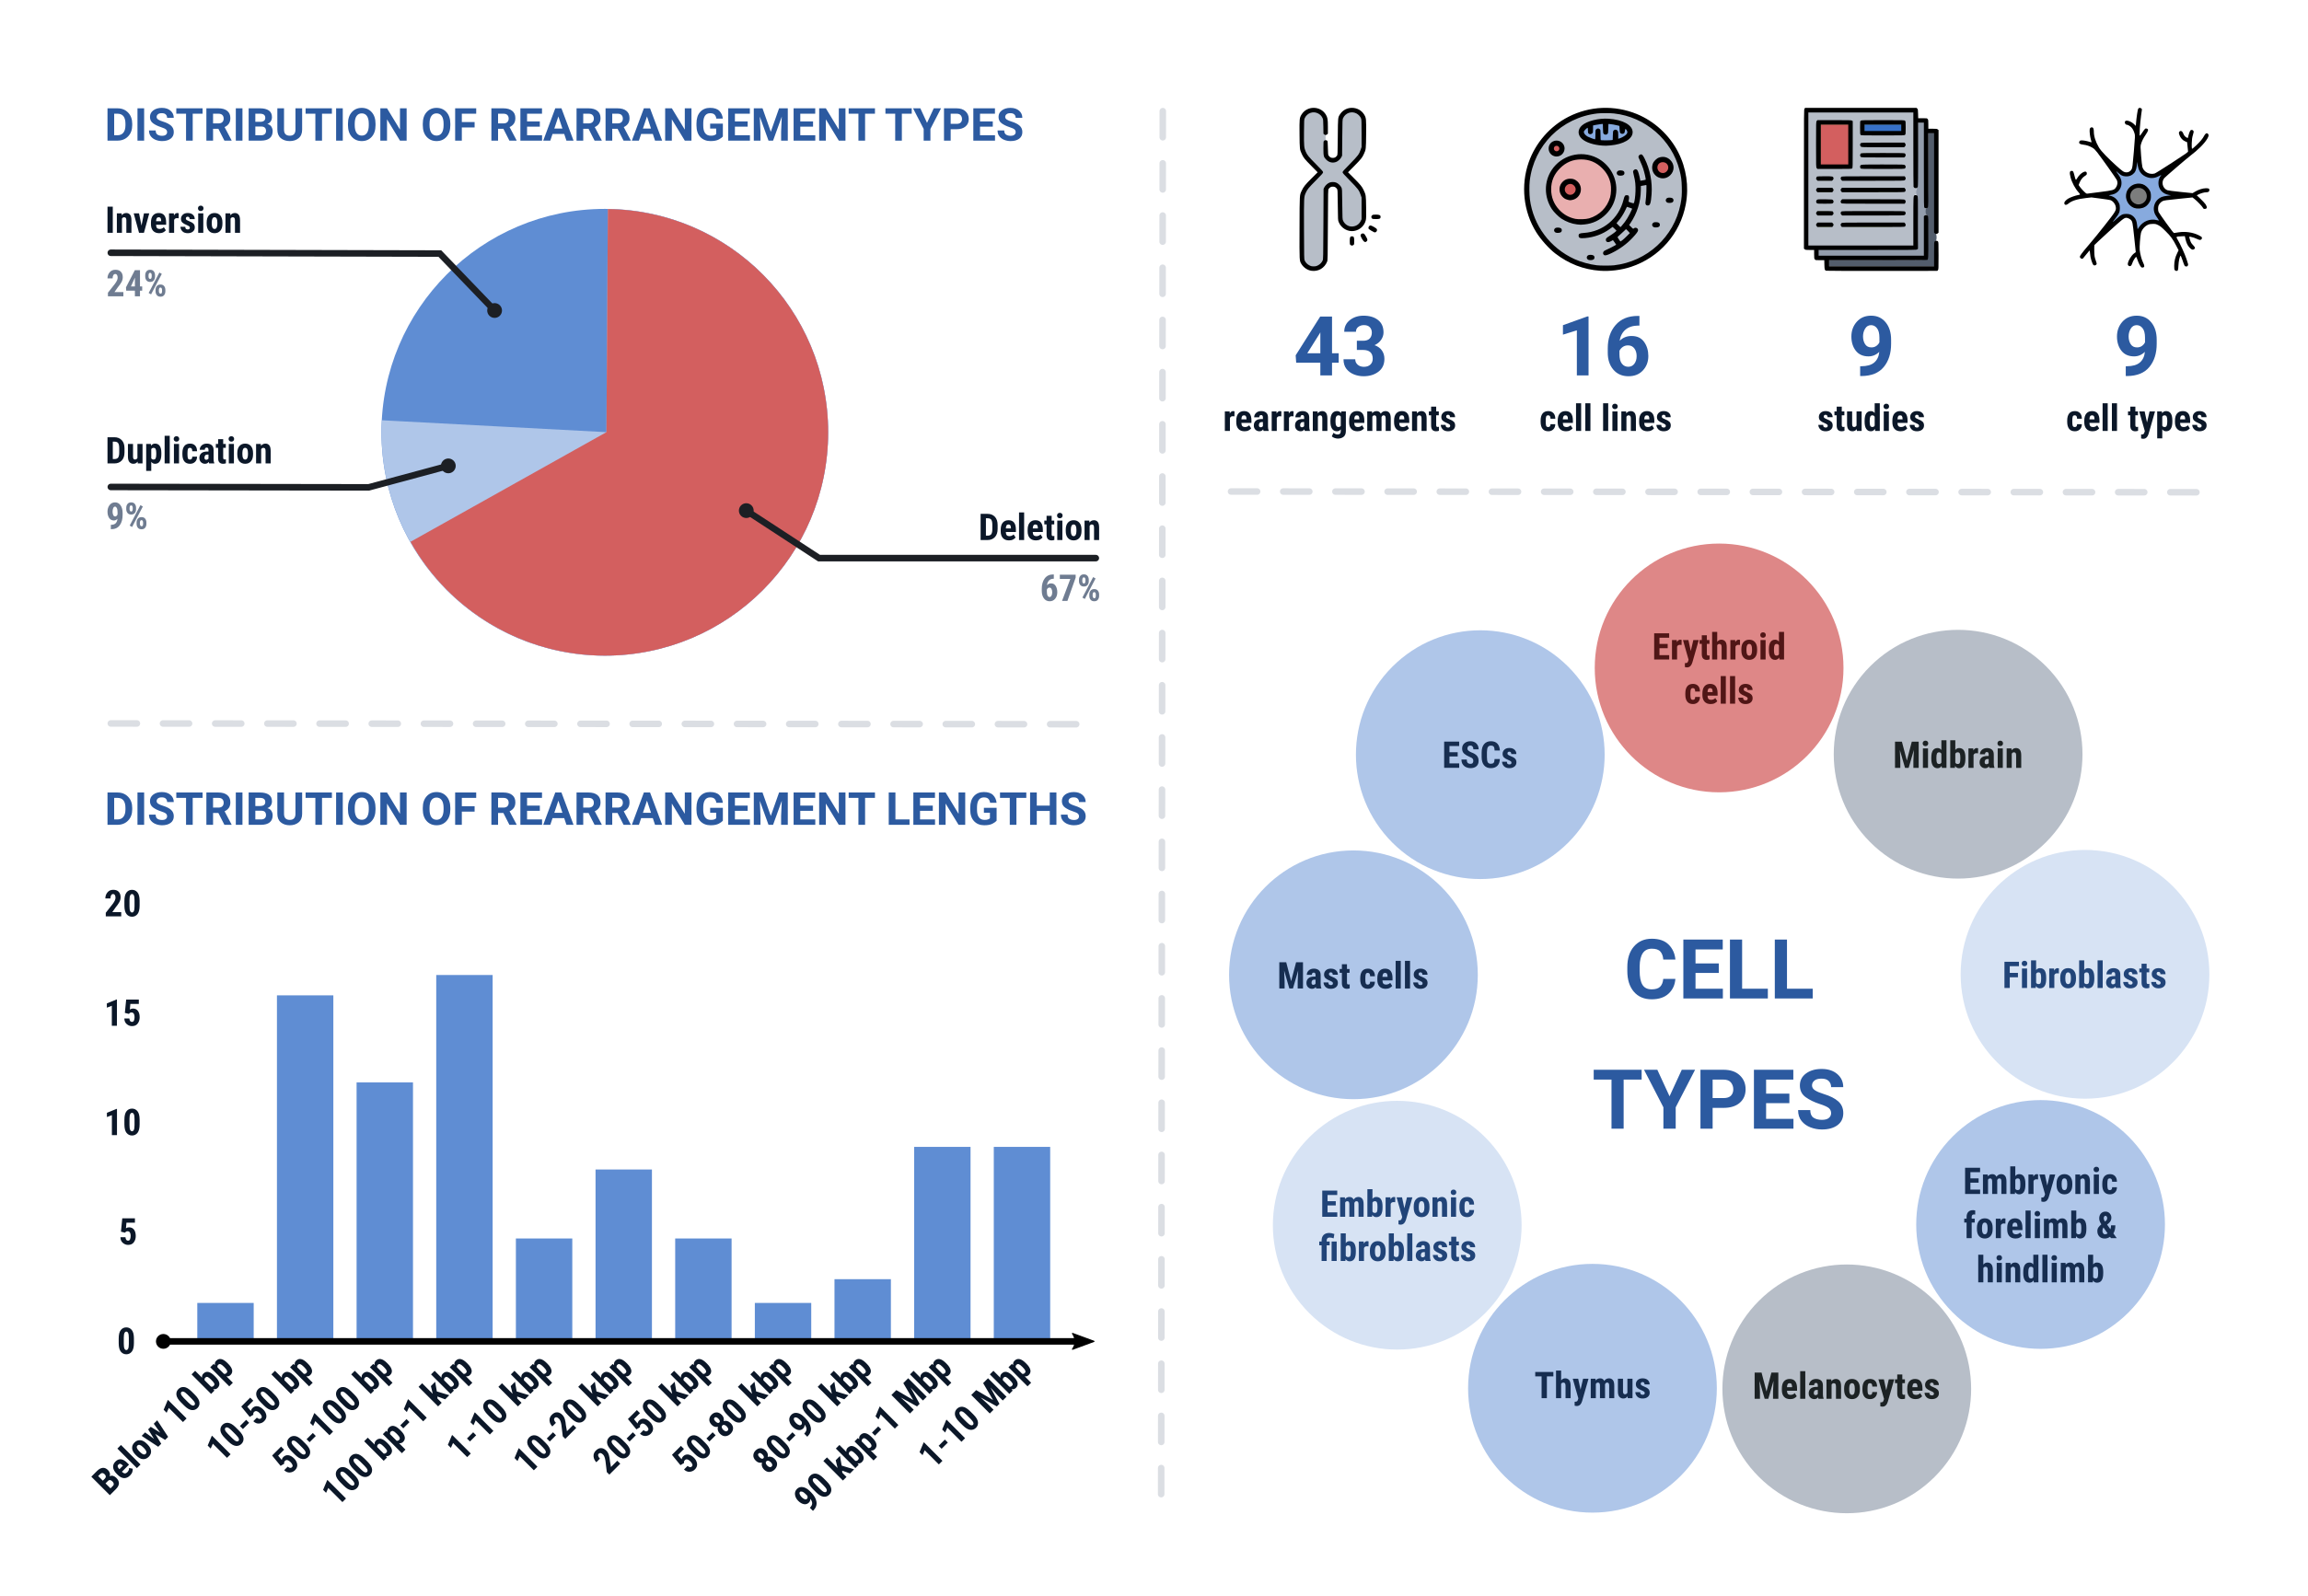 DISTRIBUTION OF REARRANGEMENT TYPES
Inversion
24%
Duplication
9%
Deletion
67%
DISTRIBUTION OF REARRANGEMENT LENGTHS
20
15
10
5
0
Below 10 bp
10-50 bp
50-100 bp
100 bp-1 kbp
1-10 kbp
10-20 kbp
20-50 kbp
50-80 kbp
80-90 kbp
90 kbp-1 Mbp
1-10 Mbp
43
rearrangements
16
cell lines
9
studies
9
cell types
CELL
TYPES
Erythroid
cells
Midbrain
Fibroblasts
Embryonic
forelimb &
hindlimb
Melanocytes
Thymus
Embryonic
fibroblasts
Mast cells
ESCs